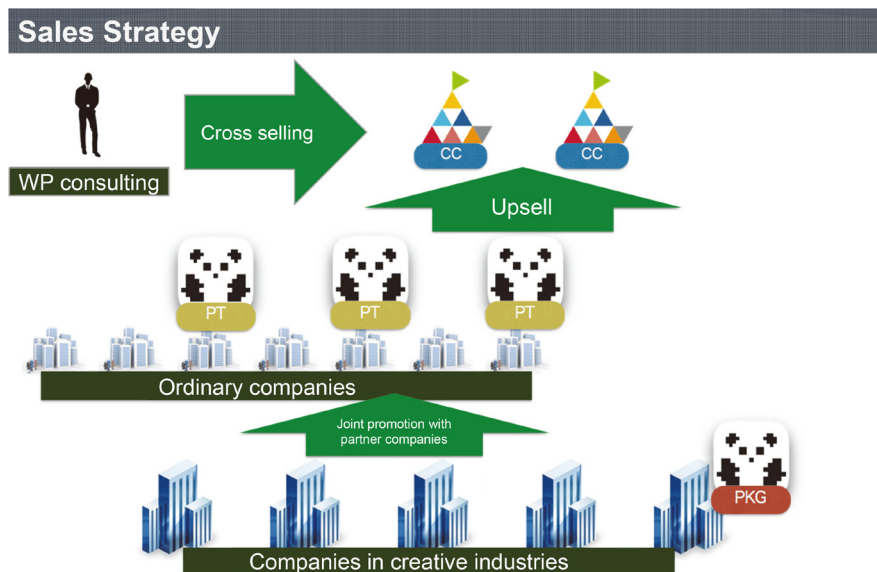 Sales Strategy
Cross selling
CC
CC
WP consulting
Upsell
PT
PT
PT
Ordinary companies
Joint promotion with
partner companies
PKG
Companies in creative industries